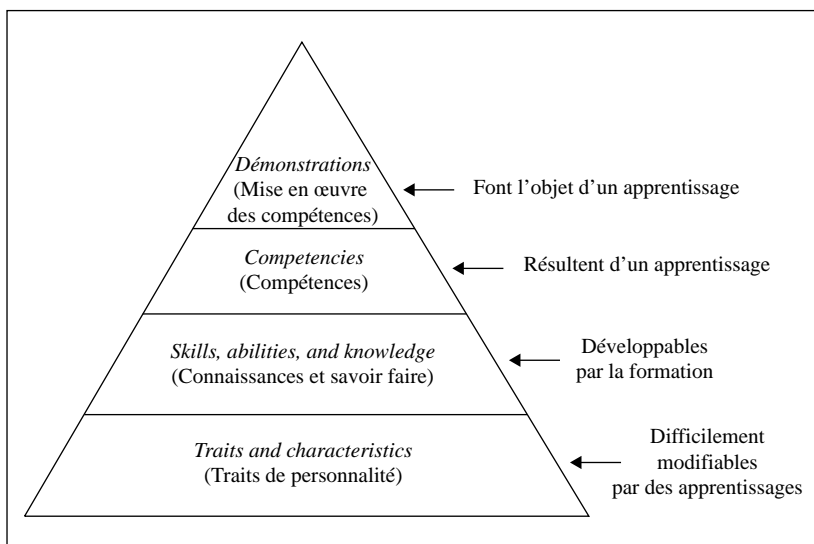 Démonstrations
(Mise en œuvre
des compétences)
Font l’objet d’un apprentissage
Competencies
(Compétences)
Résultent d’un apprentissage
Skills, abilities, and knowledge
(Connaissances et savoir faire)
Développables
par la formation
Traits and characteristics
(Traits de personnalité)
Difficilement
modifiables
par des apprentissages